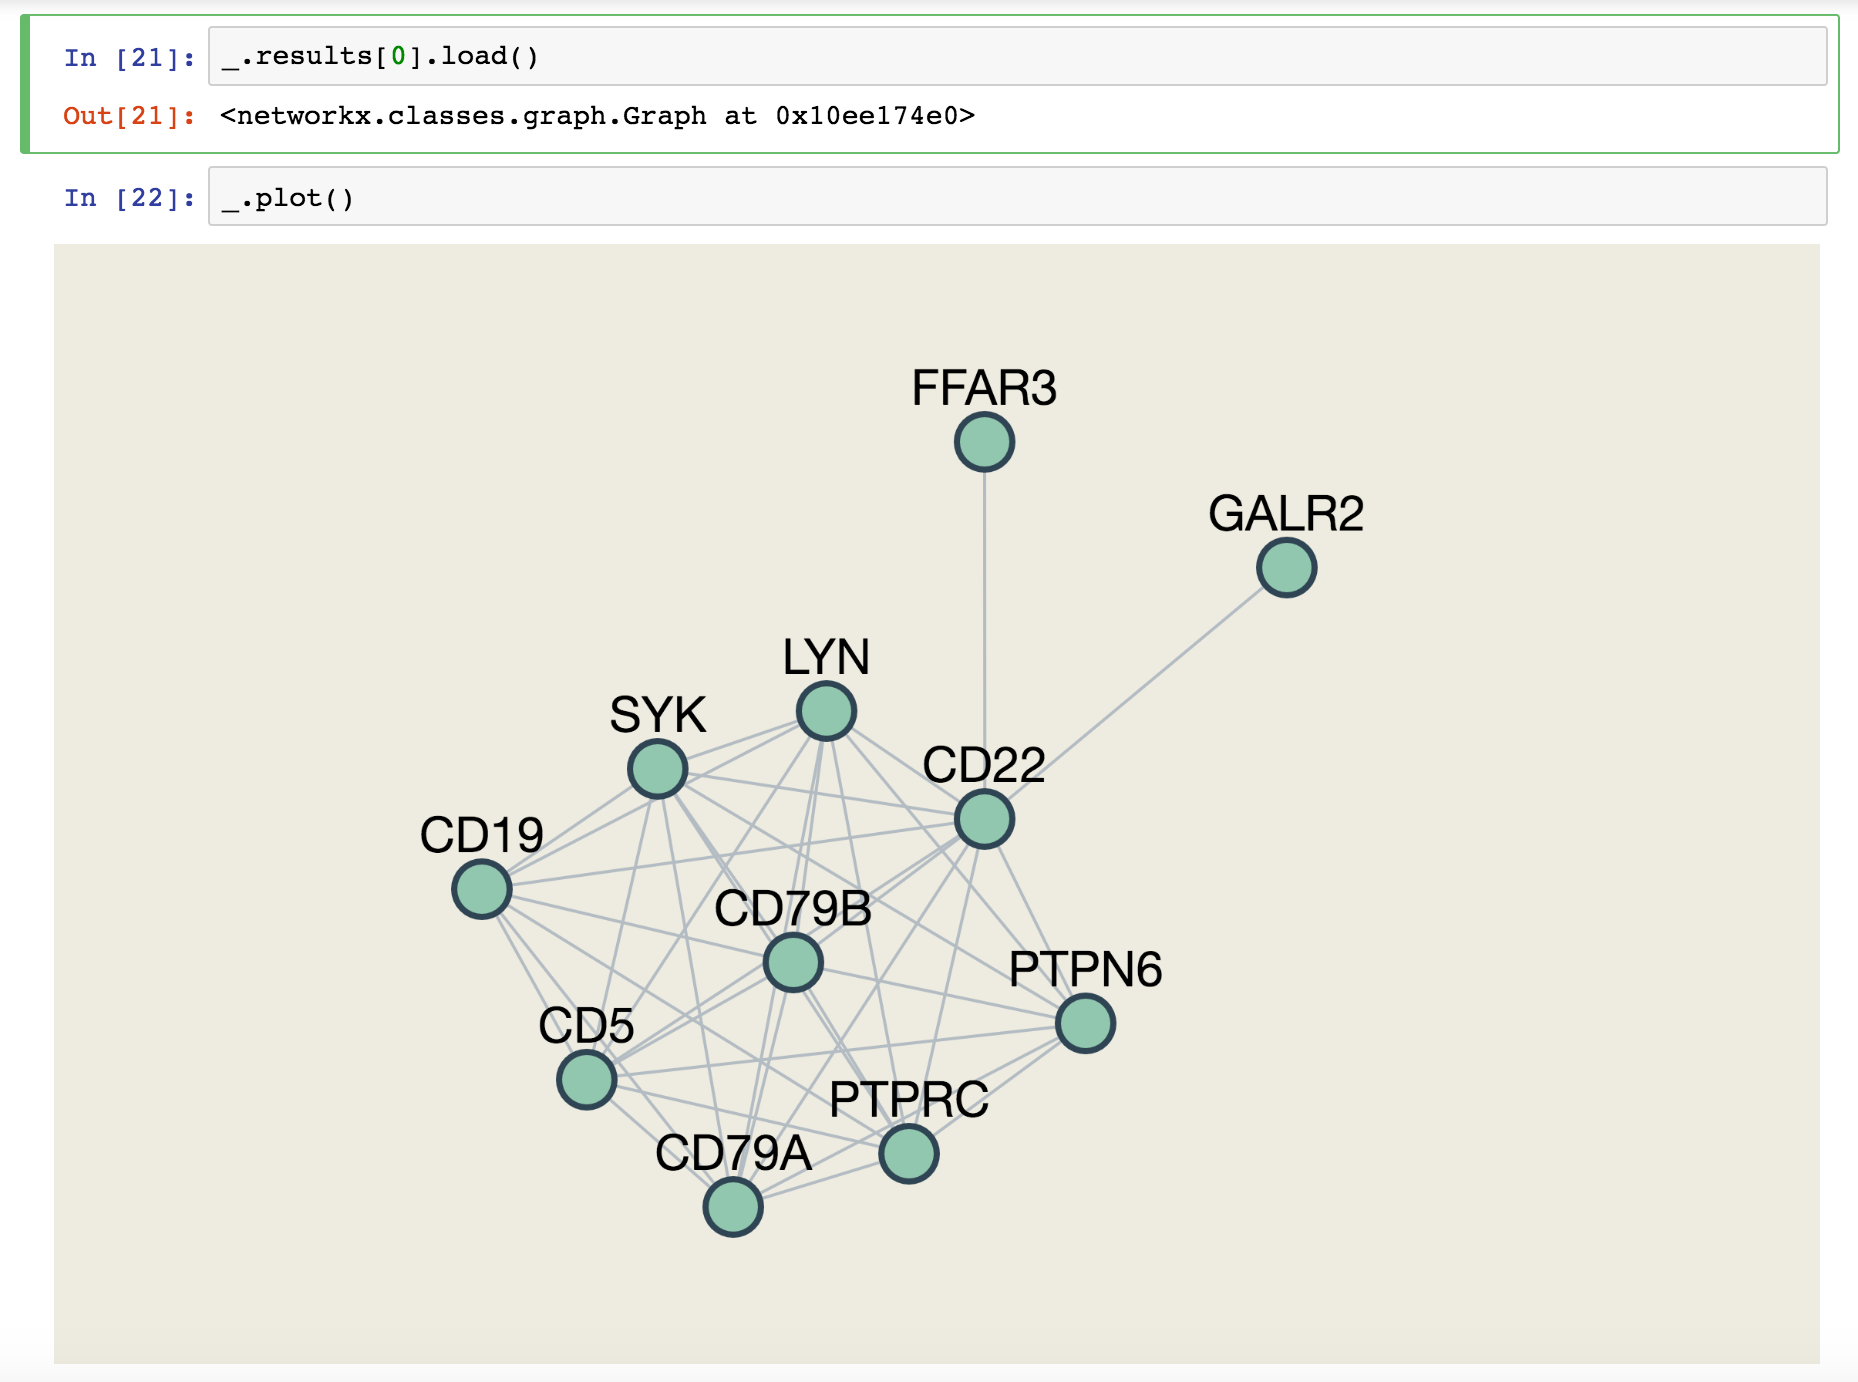 In [21]: _.results[0].load()
Out[21]: <networkx.classes.graph.Graph at 0x10ee174e0>
In [22]: _.plot()
FFAR3
GALR2
LYN
SYK
CD22
CD19
CD79B
PTPN6
CD5
PTPRC
CD79A